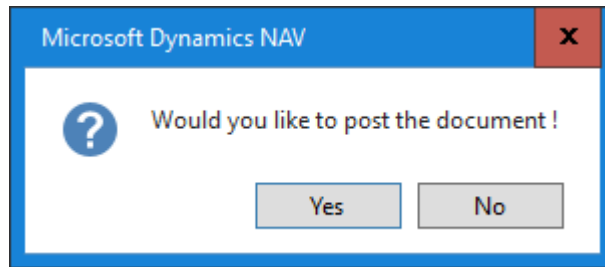 Microsoft Dynamics NAV
x
?
Would you like to post the document !
Yes
No